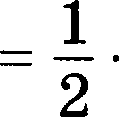 = 1/2 ·